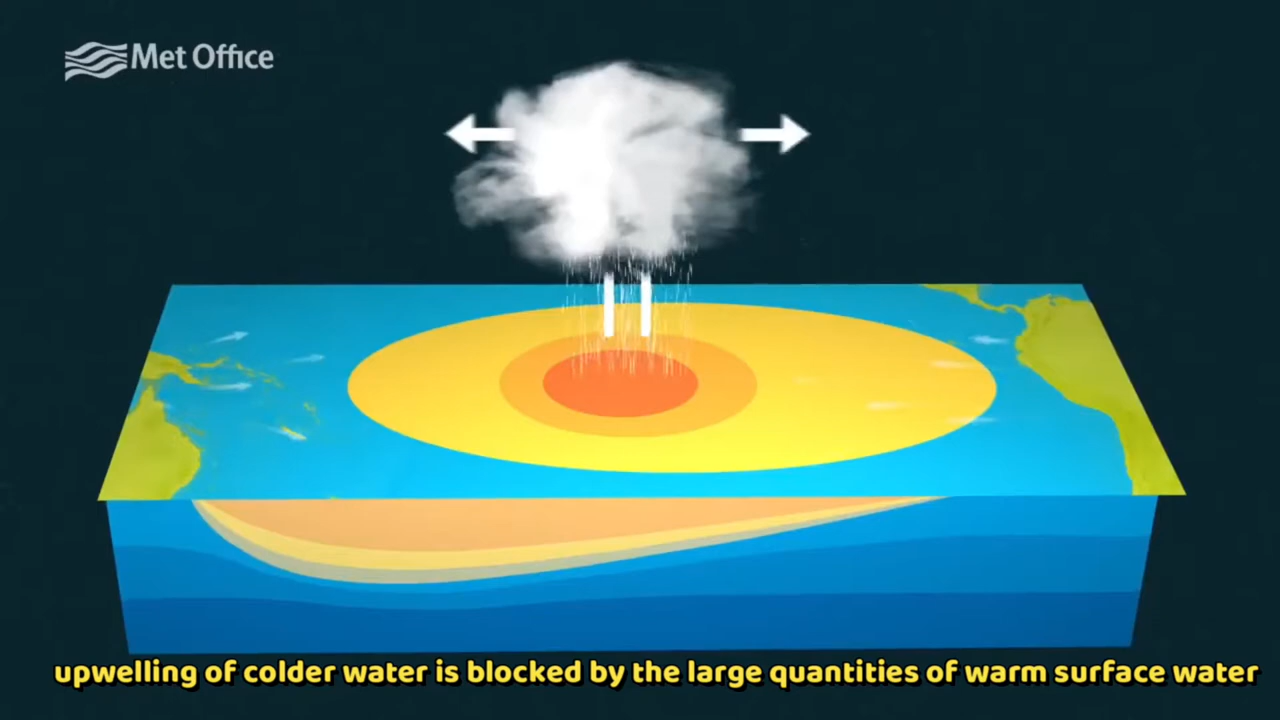 Met Office
upwelling of colder water is blocked by the large quantities of warm surface water